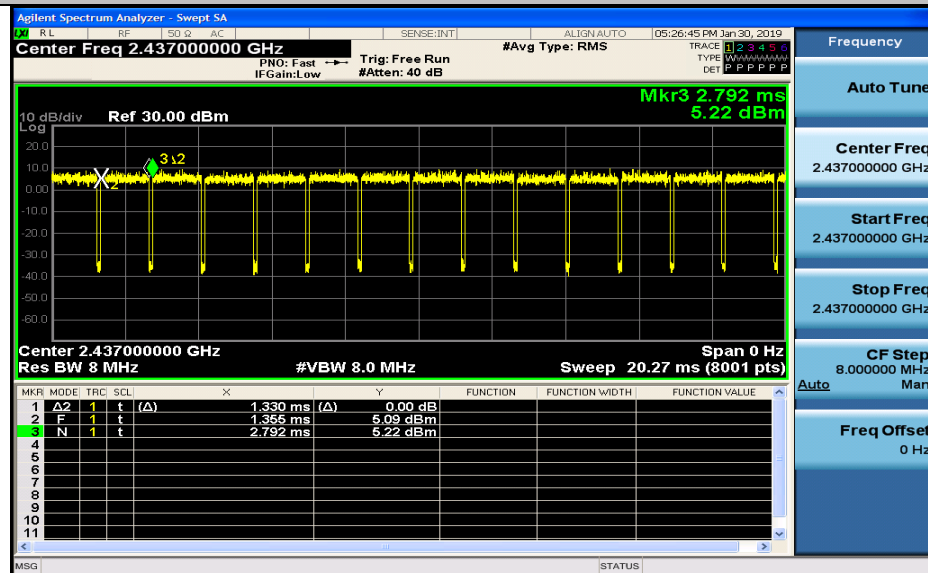 Agilent Spectrum Analyzer - Swept SA
LXI RL RF 50 Ω AC SENSE:INT ALIGN AUTO 05:26:45 PM Jan 30, 2019
Center Freq 2.437000000 GHz
PNO: Fast
IFGain:Low
Trig: Free Run
#Atten: 40 dB
#Avg Type: RMS
TRACE 1 2 3 4 5 6
TYPE WWWWWW
DET P P P P P P
Mkr3 2.792 ms
5.22 dBm
10 dB/div Ref 30.00 dBm
Log
20.0
10.0
0.00
-10.0
-20.0
-30.0
-40.0
-50.0
-60.0
3Δ2
2
Center 2.437000000 GHz Span 0 Hz
Res BW 8 MHz #VBW 8.0 MHz Sweep 20.27 ms (8001 pts)
MKR MODE TRC SCL X Y FUNCTION FUNCTION WIDTH FUNCTION VALUE
1 Δ2 1 t (Δ) 1.330 ms (Δ) 0.00 dB
2 F 1 t 1.355 ms 5.09 dBm
3 N 1 t 2.792 ms 5.22 dBm
4
5
6
7
8
9
10
11
MSG STATUS
Frequency
Auto Tune
Center Freq
2.437000000 GHz
Start Freq
2.437000000 GHz
Stop Freq
2.437000000 GHz
CF Step
8.000000 MHz
Auto Man
Freq Offset
0 Hz